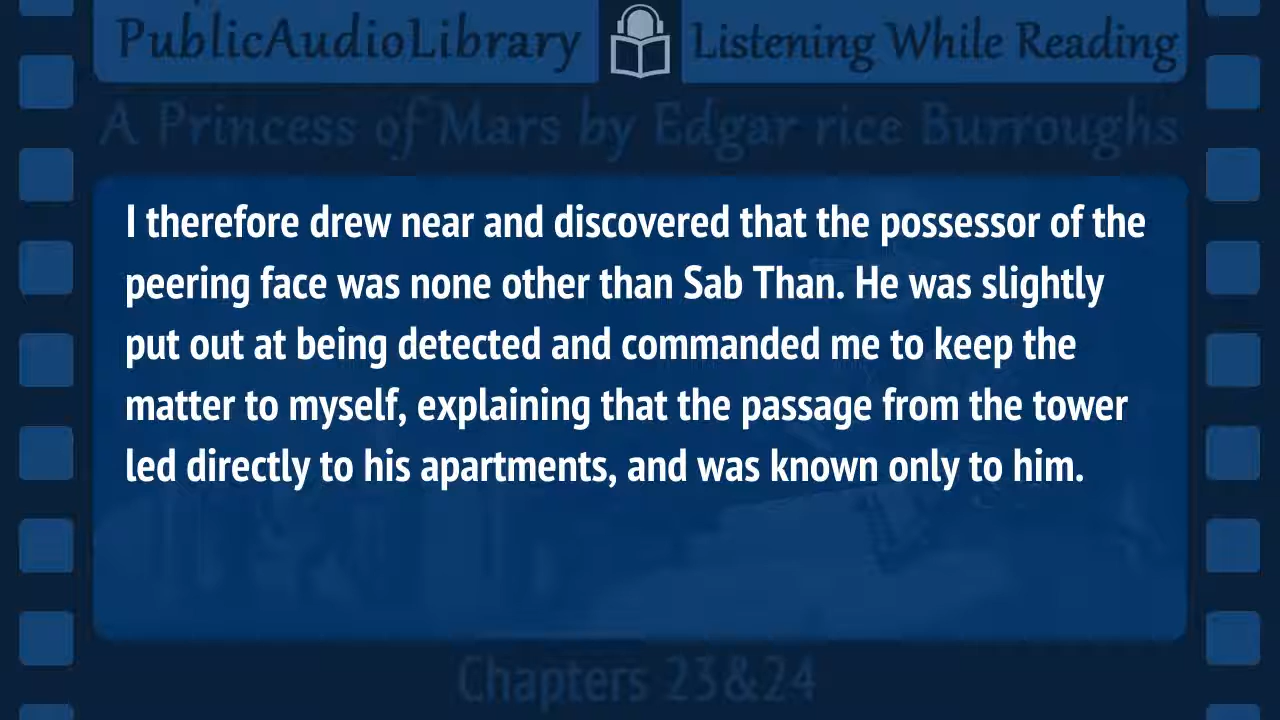 PublicAudioLibrary Listening While Reading
A Princess of Mars by Edgar rice Burroughs
I therefore drew near and discovered that the possessor of the
peering face was none other than Sab Than. He was slightly
put out at being detected and commanded me to keep the
matter to myself, explaining that the passage from the tower
led directly to his apartments, and was known only to him.
Chapters 23&24